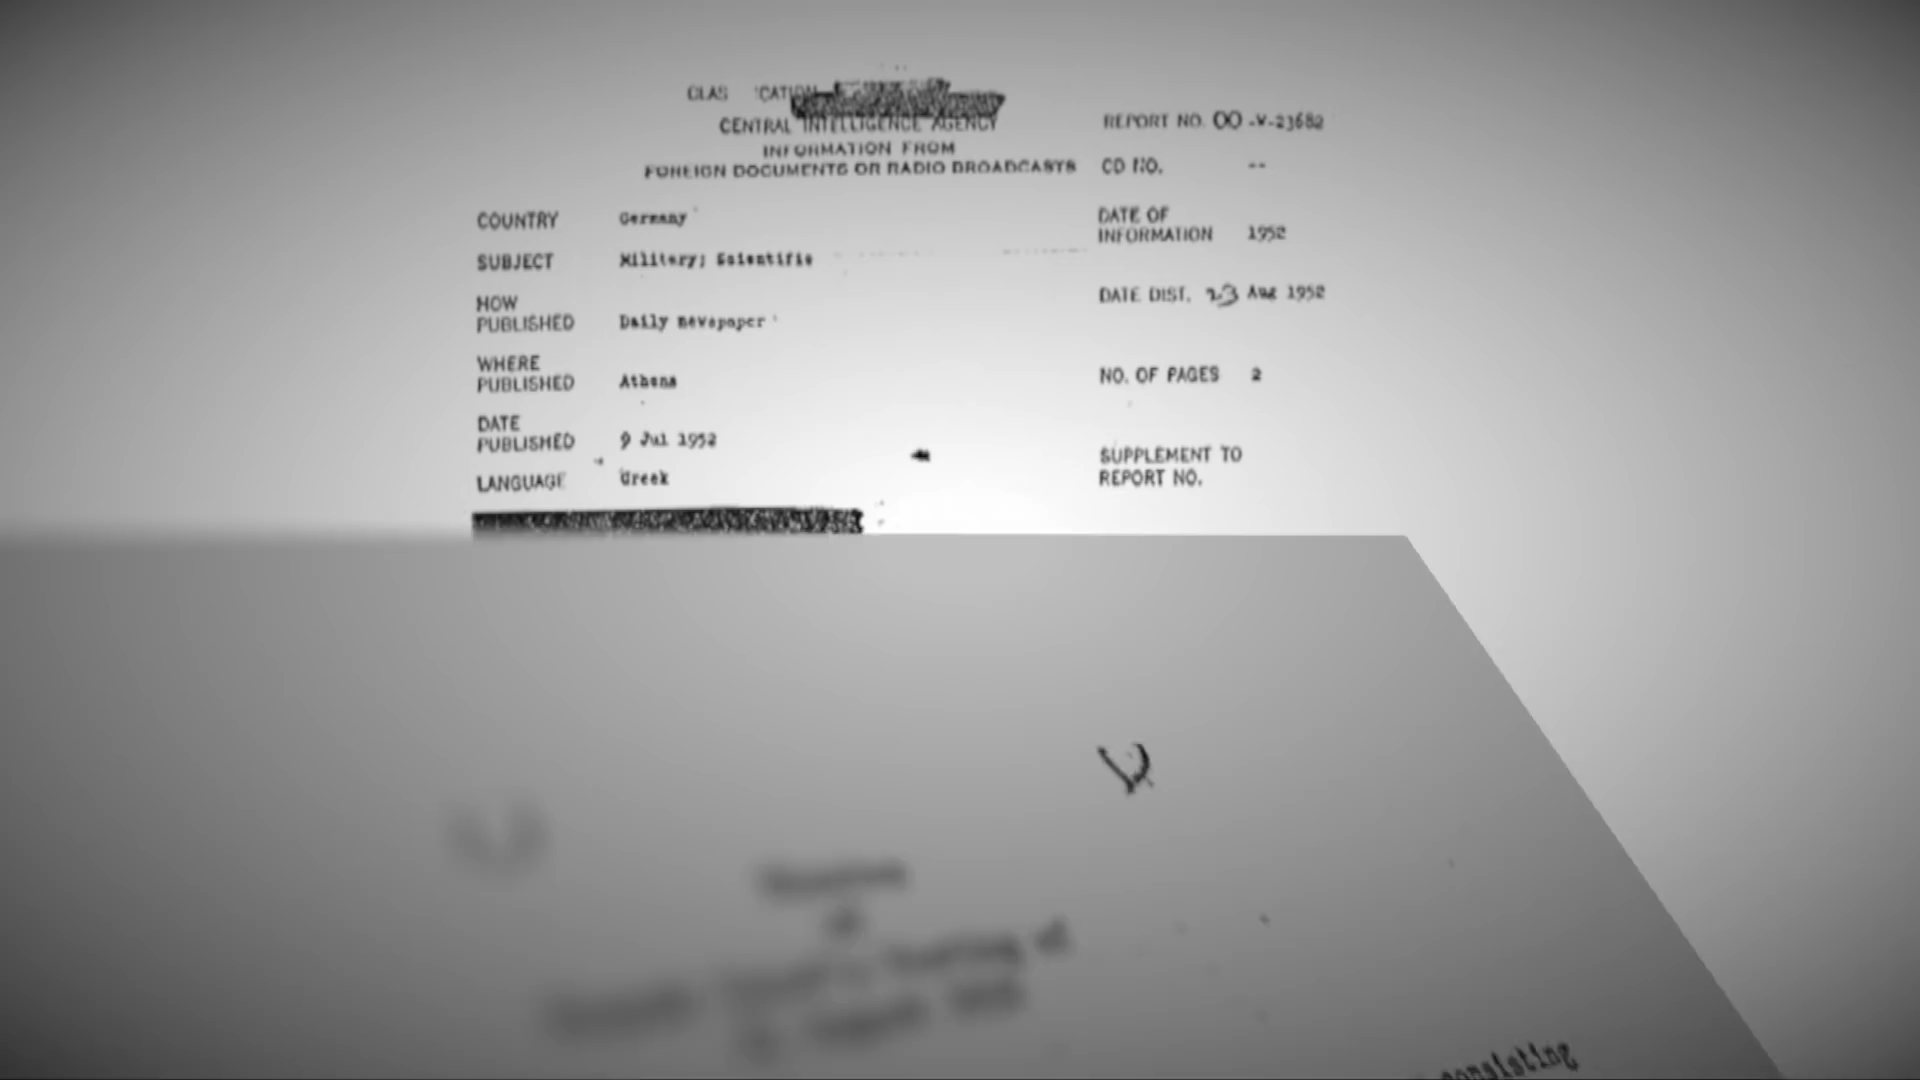 CENTRAL INTELLIGENCE AGENCY
REPORT NO. 00 -W-23682
INFORMATION FROM
FOREIGN DOCUMENTS OR RADIO BROADCASTS
CD NO. --
COUNTRY Germany
DATE OF
INFORMATION 1952
SUBJECT Military; Scientific
HOW
PUBLISHED Daily newspaper
DATE DIST. 23 Aug 1952
WHERE
PUBLISHED Athens
NO. OF PAGES 2
DATE
PUBLISHED 9 Jul 1952
SUPPLEMENT TO
REPORT NO.
LANGUAGE Greek
consisting